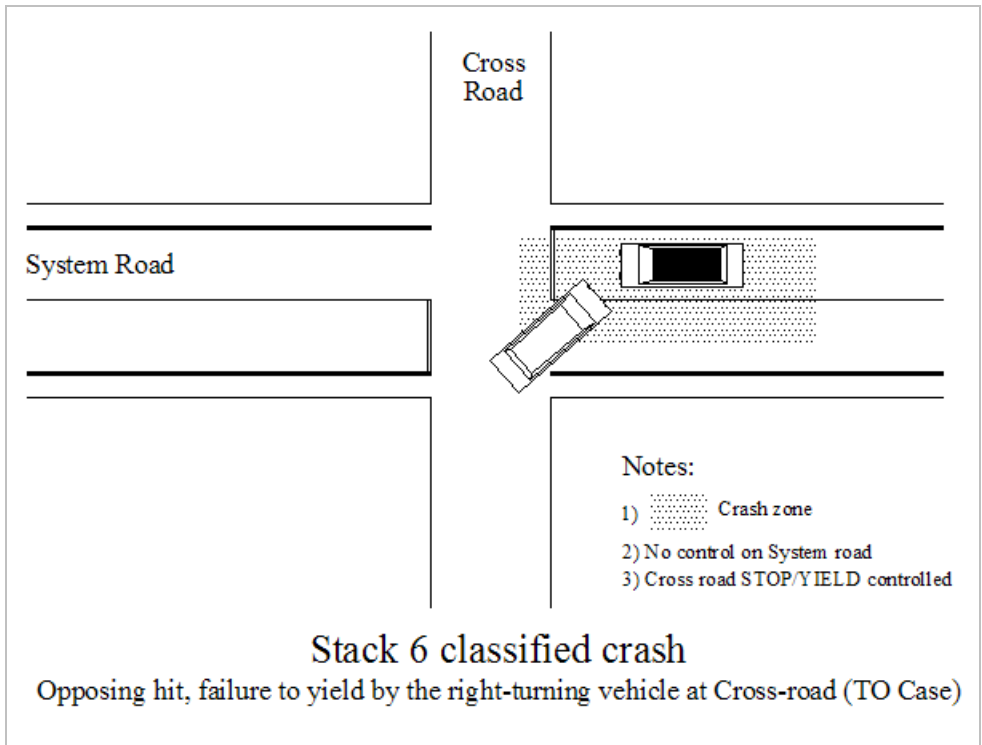 Cross
Road
System Road
Notes:
1) Crash zone
2) No control on System road
3) Cross road STOP/YIELD controlled
Stack 6 classified crash
Opposing hit, failure to yield by the right-turning vehicle at Cross-road (TO Case)